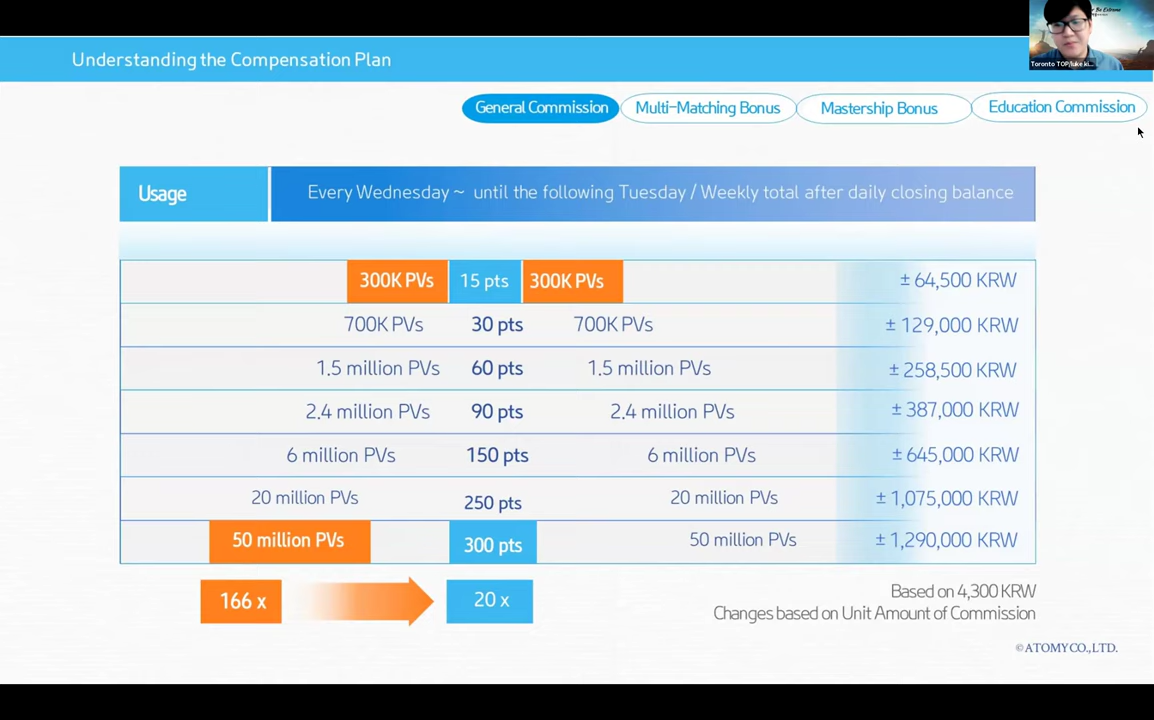 Be Extreme
Toronto TOP/luke ki...
Understanding the Compensation Plan
General Commission
Multi-Matching Bonus
Mastership Bonus
Education Commission
Usage
Every Wednesday ~ until the following Tuesday / Weekly total after daily closing balance
300K PVs 15 pts 300K PVs ± 64,500 KRW
700K PVs 30 pts 700K PVs ± 129,000 KRW
1.5 million PVs 60 pts 1.5 million PVs ± 258,500 KRW
2.4 million PVs 90 pts 2.4 million PVs ± 387,000 KRW
6 million PVs 150 pts 6 million PVs ± 645,000 KRW
20 million PVs 250 pts 20 million PVs ± 1,075,000 KRW
50 million PVs 300 pts 50 million PVs ± 1,290,000 KRW
166 x 20 x
Based on 4,300 KRW
Changes based on Unit Amount of Commission
©ATOMY CO., LTD.